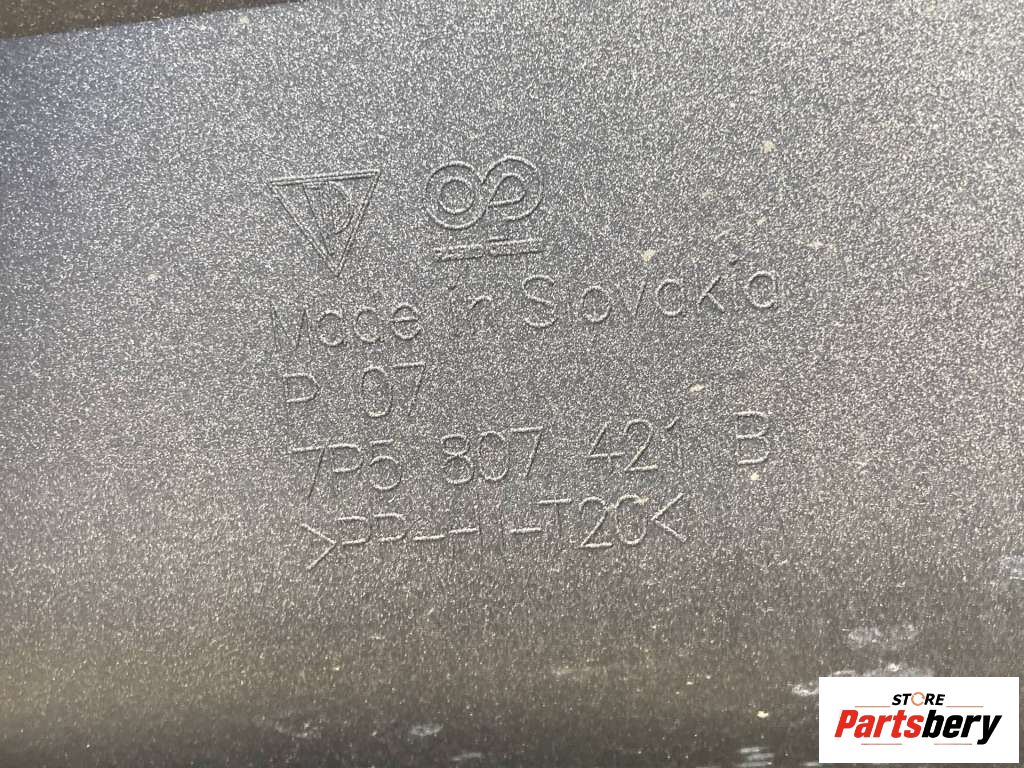 Made in Slovakia
P 07
7P5 807 421 B
>PP-T20<
STORE
Partsbery